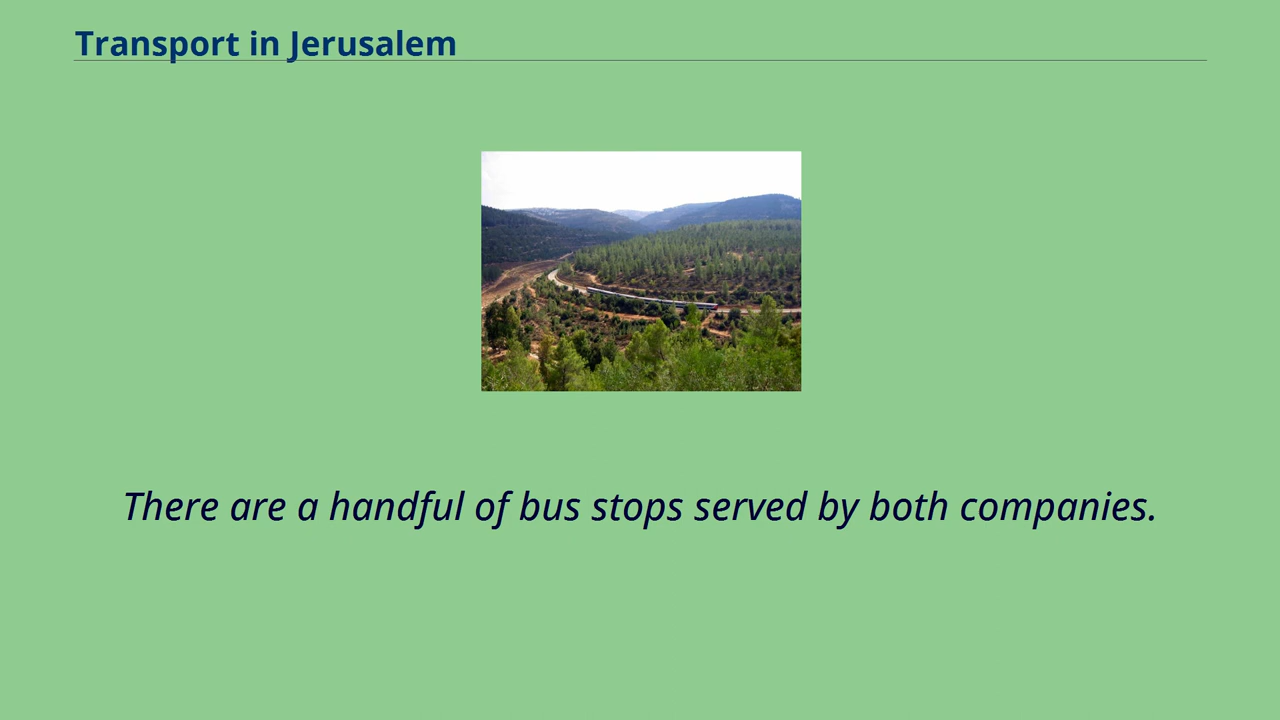 Transport in Jerusalem
There are a handful of bus stops served by both companies.